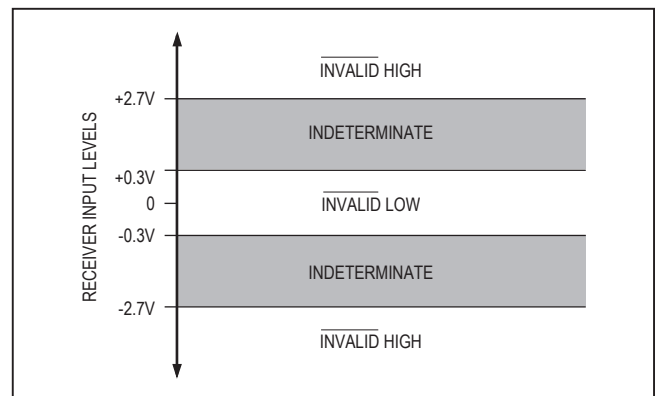 INVALID HIGH
+2.7V
INDETERMINATE
+0.3V
0
INVALID LOW
-0.3V
INDETERMINATE
-2.7V
INVALID HIGH
RECEIVER INPUT LEVELS